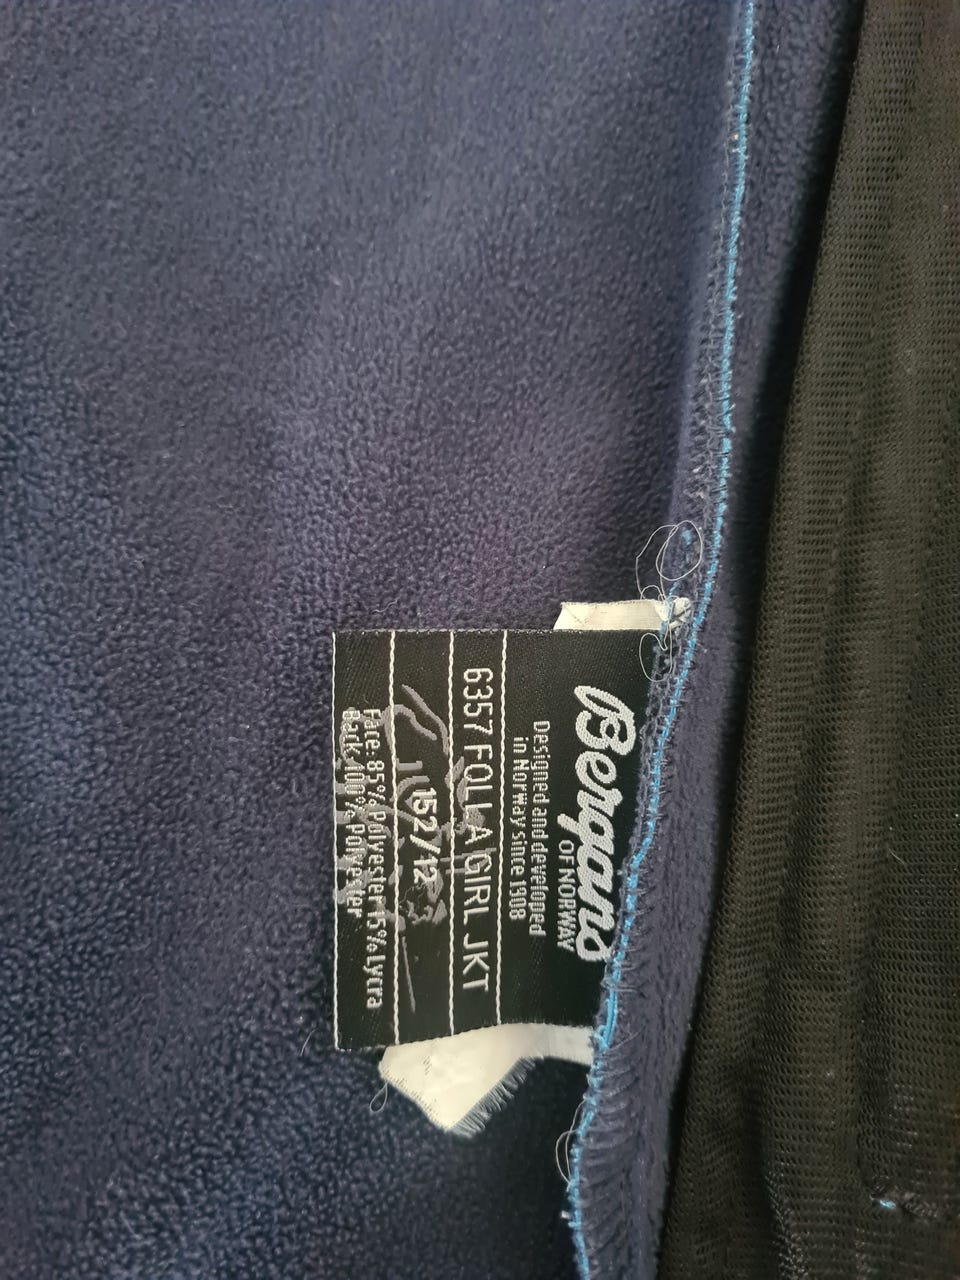 Bergans
OF NORWAY
Designed and developed
in Norway since 1908
6357 FOLLA GIRL JKT
152/12
Face: 85% Polyester 15% Lycra
Back: 100% Polyester